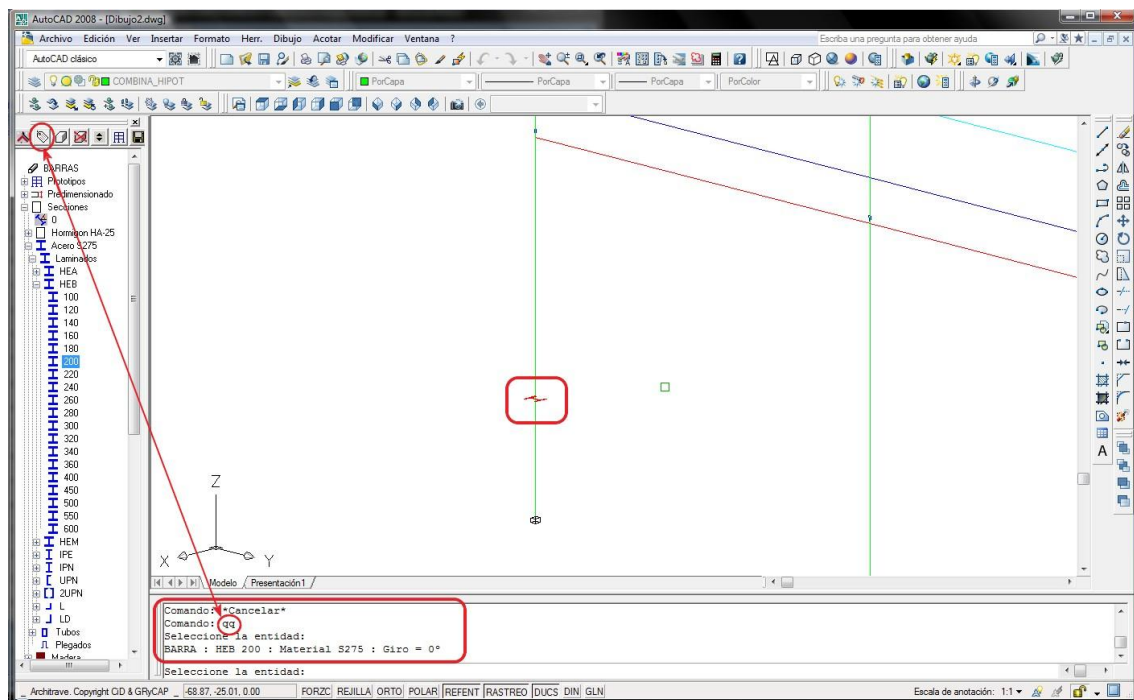 AutoCAD 2008 - [Dibujo2.dwg]
Archivo Edición Ver Insertar Formato Herr. Dibujo Acotar Modificar Ventana ?
Escriba una pregunta para obtener ayuda
AutoCAD clásico
COMBINA_HIPOT
PorCapa
PorCapa
PorCapa
PorColor
BARRAS
Prototipos
Predimensionado
Secciones
0
Hormigon HA-25
Acero S275
Laminados
HEA
HEB
100
120
140
160
180
200
220
240
260
280
300
320
340
360
400
450
500
550
600
HEM
IPE
IPN
UPN
2UPN
L
LD
Tubos
Plegados
Madera
Z
X
Y
Modelo
Presentación1
Comando: *Cancelar*
Comando: qq
Seleccione la entidad:
BARRA : HEB 200 : Material S275 : Giro = 0º
Seleccione la entidad:
Architrave. Copyright CiD & GRyCAP
-68.87, -25.01, 0.00
FORZC REJILLA ORTO POLAR REFENT RASTREO DUCS DIN GLN
Escala de anotación: 1:1
A